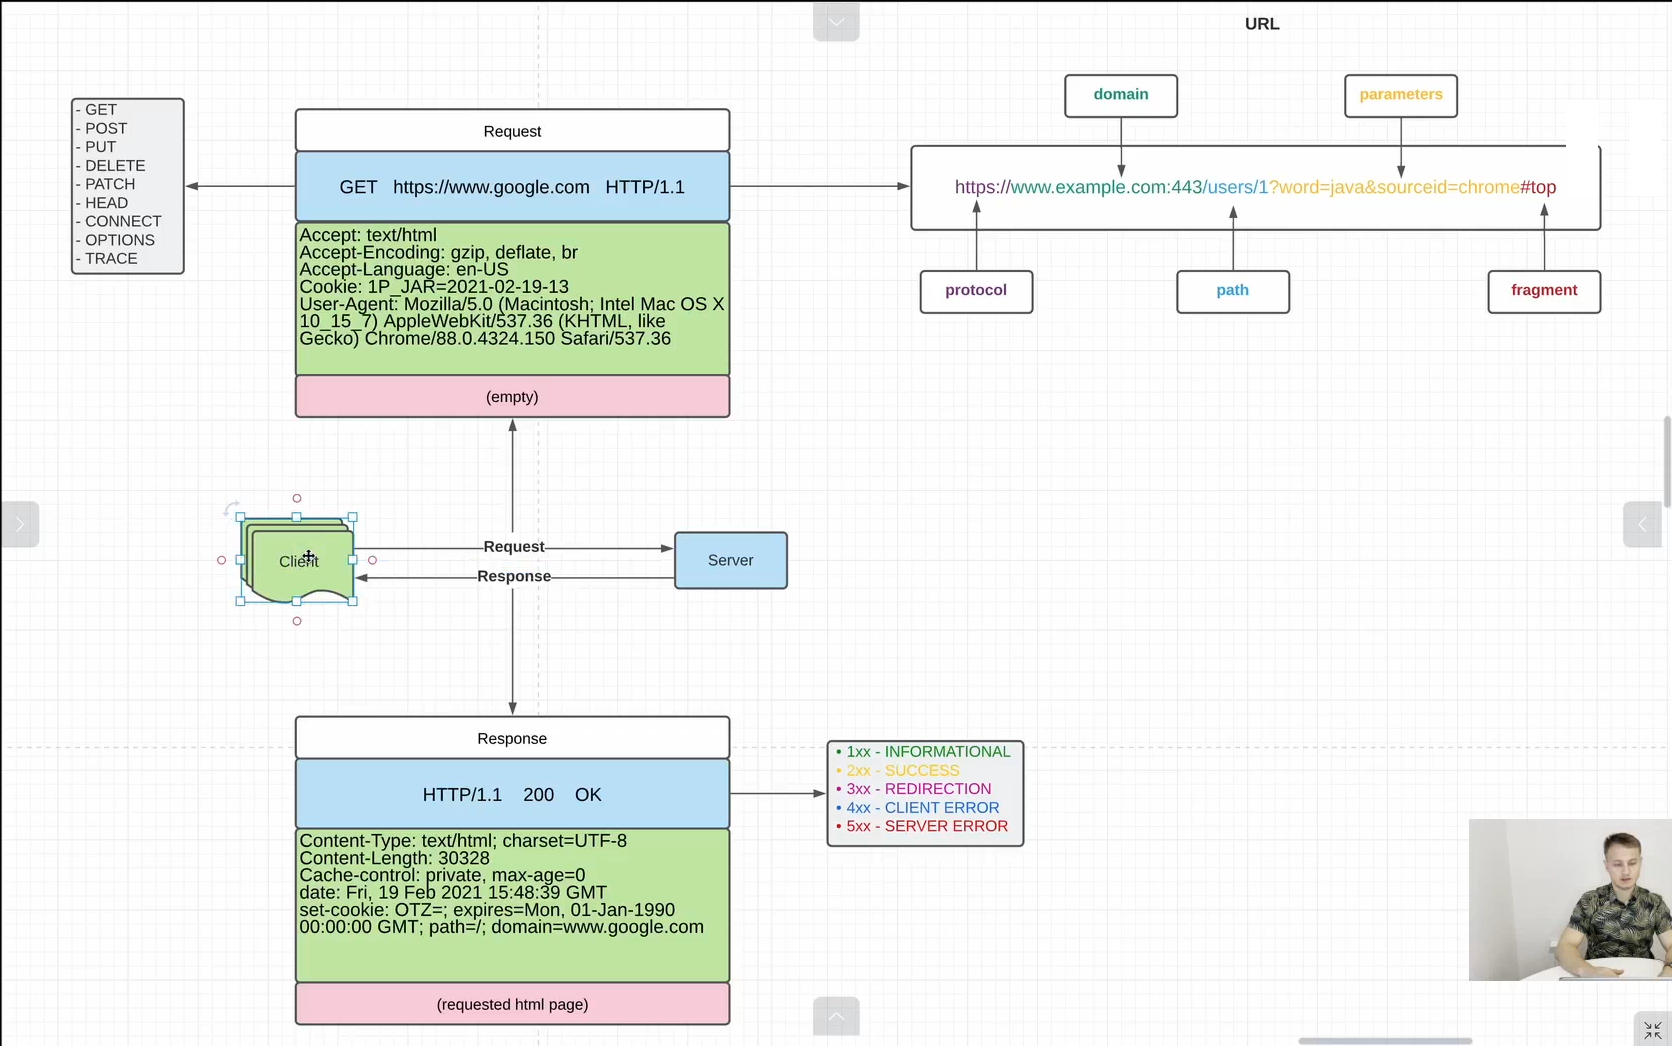 URL
domain
parameters
- GET
- POST
- PUT
- DELETE
- PATCH
- HEAD
- CONNECT
- OPTIONS
- TRACE
Request
GET https://www.google.com HTTP/1.1
https://www.example.com:443/users/1?word=java&sourceid=chrome#top
Accept: text/html
Accept-Encoding: gzip, deflate, br
Accept-Language: en-US
Cookie: 1P_JAR=2021-02-19-13
User-Agent: Mozilla/5.0 (Macintosh; Intel Mac OS X
10_15_7) AppleWebKit/537.36 (KHTML, like
Gecko) Chrome/88.0.4324.150 Safari/537.36
protocol
path
fragment
(empty)
Client
Request
Response
Server
Response
HTTP/1.1 200 OK
• 1xx - INFORMATIONAL
• 2xx - SUCCESS
• 3xx - REDIRECTION
• 4xx - CLIENT ERROR
• 5xx - SERVER ERROR
Content-Type: text/html; charset=UTF-8
Content-Length: 30328
Cache-control: private, max-age=0
date: Fri, 19 Feb 2021 15:48:39 GMT
set-cookie: OTZ=; expires=Mon, 01-Jan-1990
00:00:00 GMT; path=/; domain=www.google.com
(requested html page)